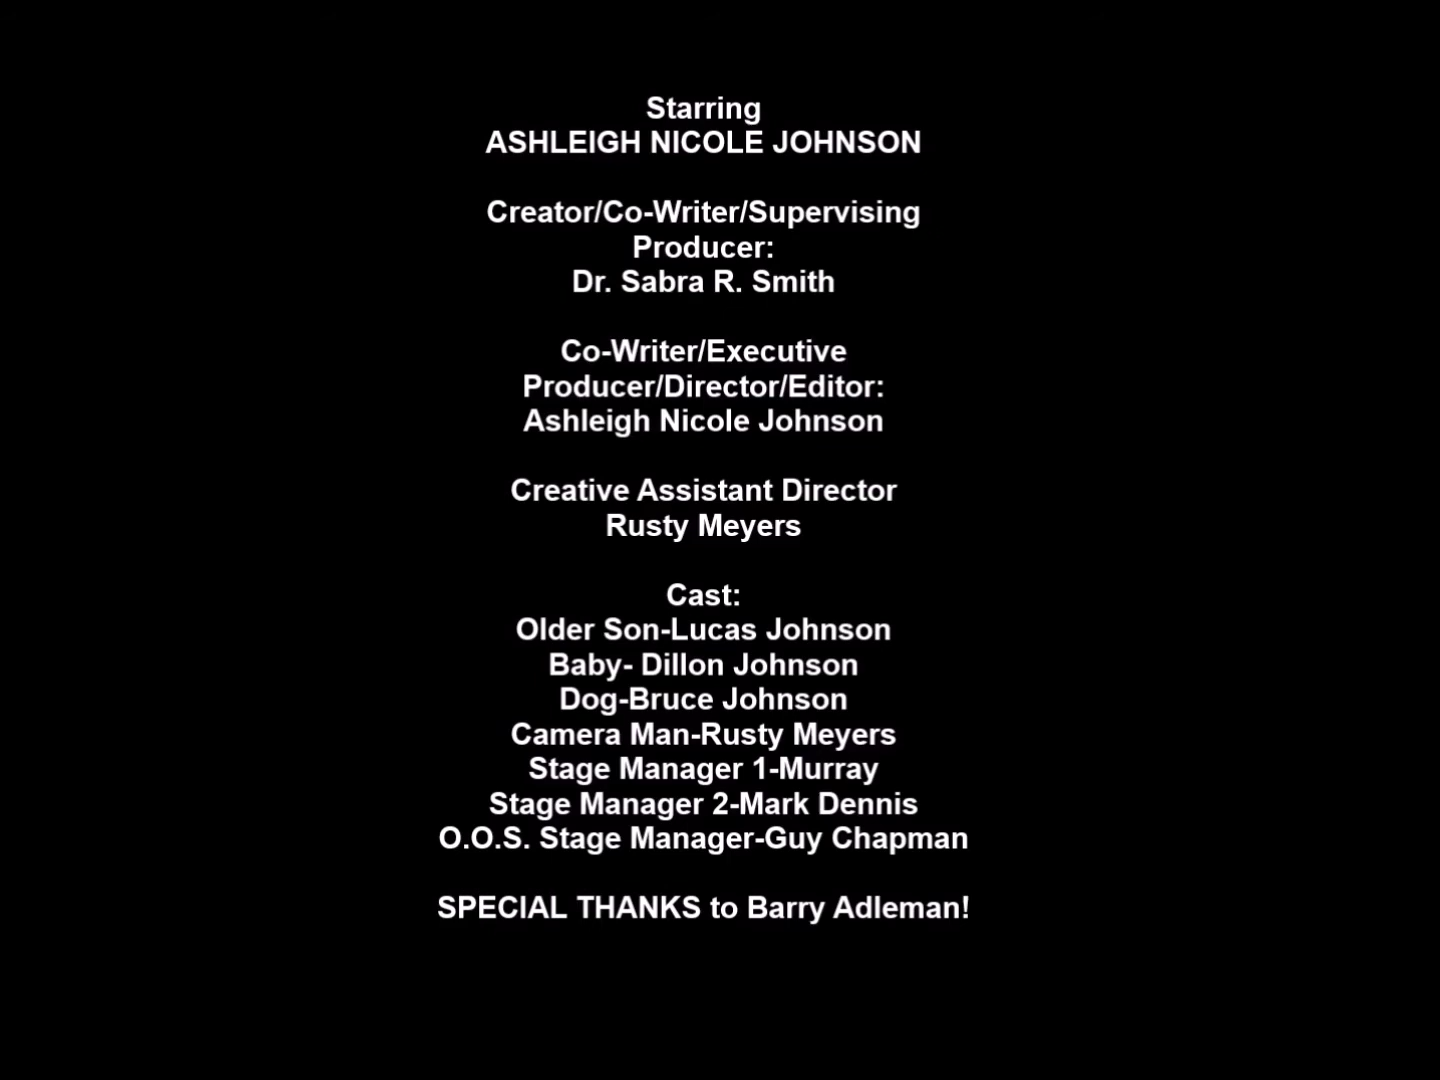 Starring
ASHLEIGH NICOLE JOHNSON
Creator/Co-Writer/Supervising
Producer:
Dr. Sabra R. Smith
Co-Writer/Executive
Producer/Director/Editor:
Ashleigh Nicole Johnson
Creative Assistant Director
Rusty Meyers
Cast:
Older Son-Lucas Johnson
Baby- Dillon Johnson
Dog-Bruce Johnson
Camera Man-Rusty Meyers
Stage Manager 1-Murray
Stage Manager 2-Mark Dennis
O.O.S. Stage Manager-Guy Chapman
SPECIAL THANKS to Barry Adleman!